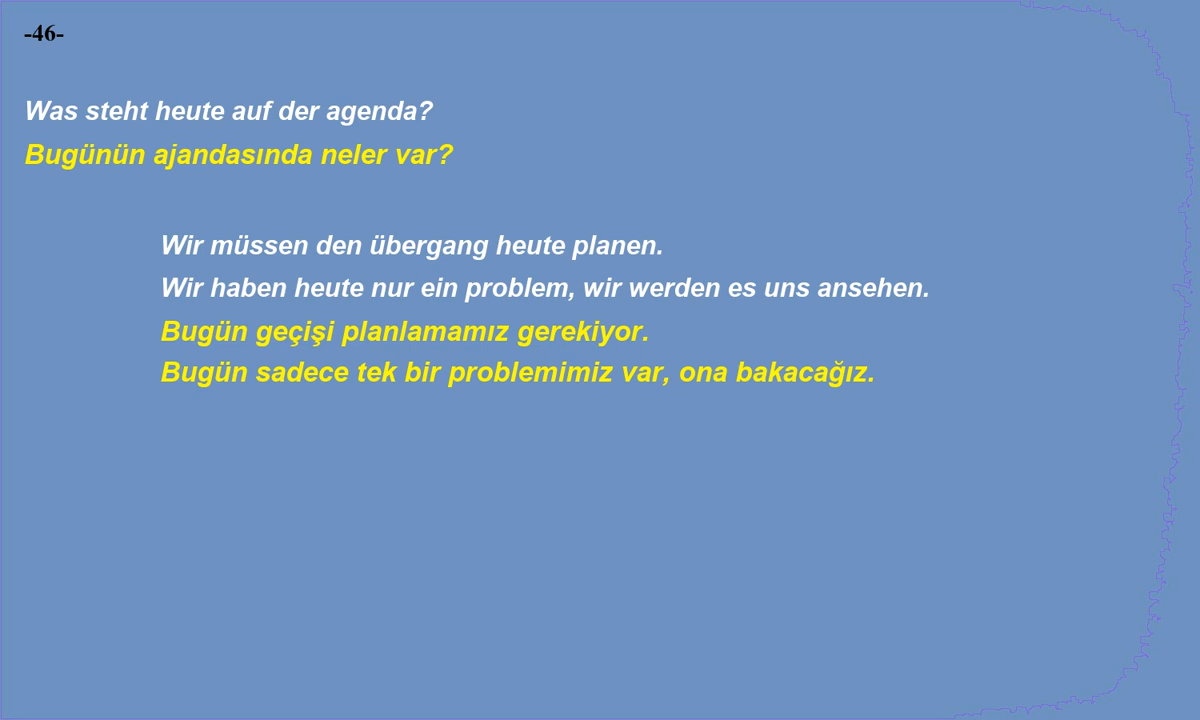 -46-
Was steht heute auf der agenda?
Bugünün ajandasında neler var?
Wir müssen den übergang heute planen.
Wir haben heute nur ein problem, wir werden es uns ansehen.
Bugün geçişi planlamamız gerekiyor.
Bugün sadece tek bir problemimiz var, ona bakacağız.